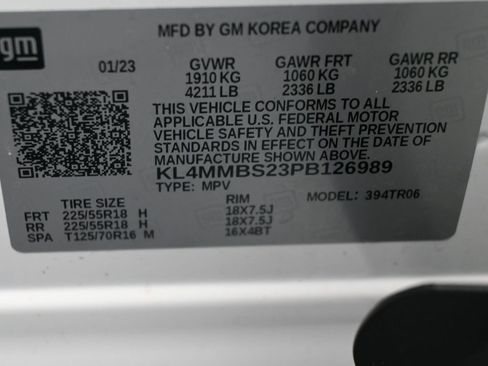 gm
MFD BY GM KOREA COMPANY
01/23 GVWR GAWR FRT GAWR RR
1910 KG 1060 KG 1060 KG
4211 LB 2336 LB 2336 LB
THIS VEHICLE CONFORMS TO ALL
APPLICABLE U.S. FEDERAL MOTOR
VEHICLE SAFETY AND THEFT PREVENTION
STANDARDS IN EFFECT ON THE DATE OF
MANUFACTURE SHOWN ABOVE.
KL4MMBS23PB126989
TYPE: MPV MODEL: 394TR06
TIRE SIZE RIM
FRT 225/55R18 H 18X7.5J
RR 225/55R18 H 18X7.5J
SPA T125/70R16 M 16X4BT